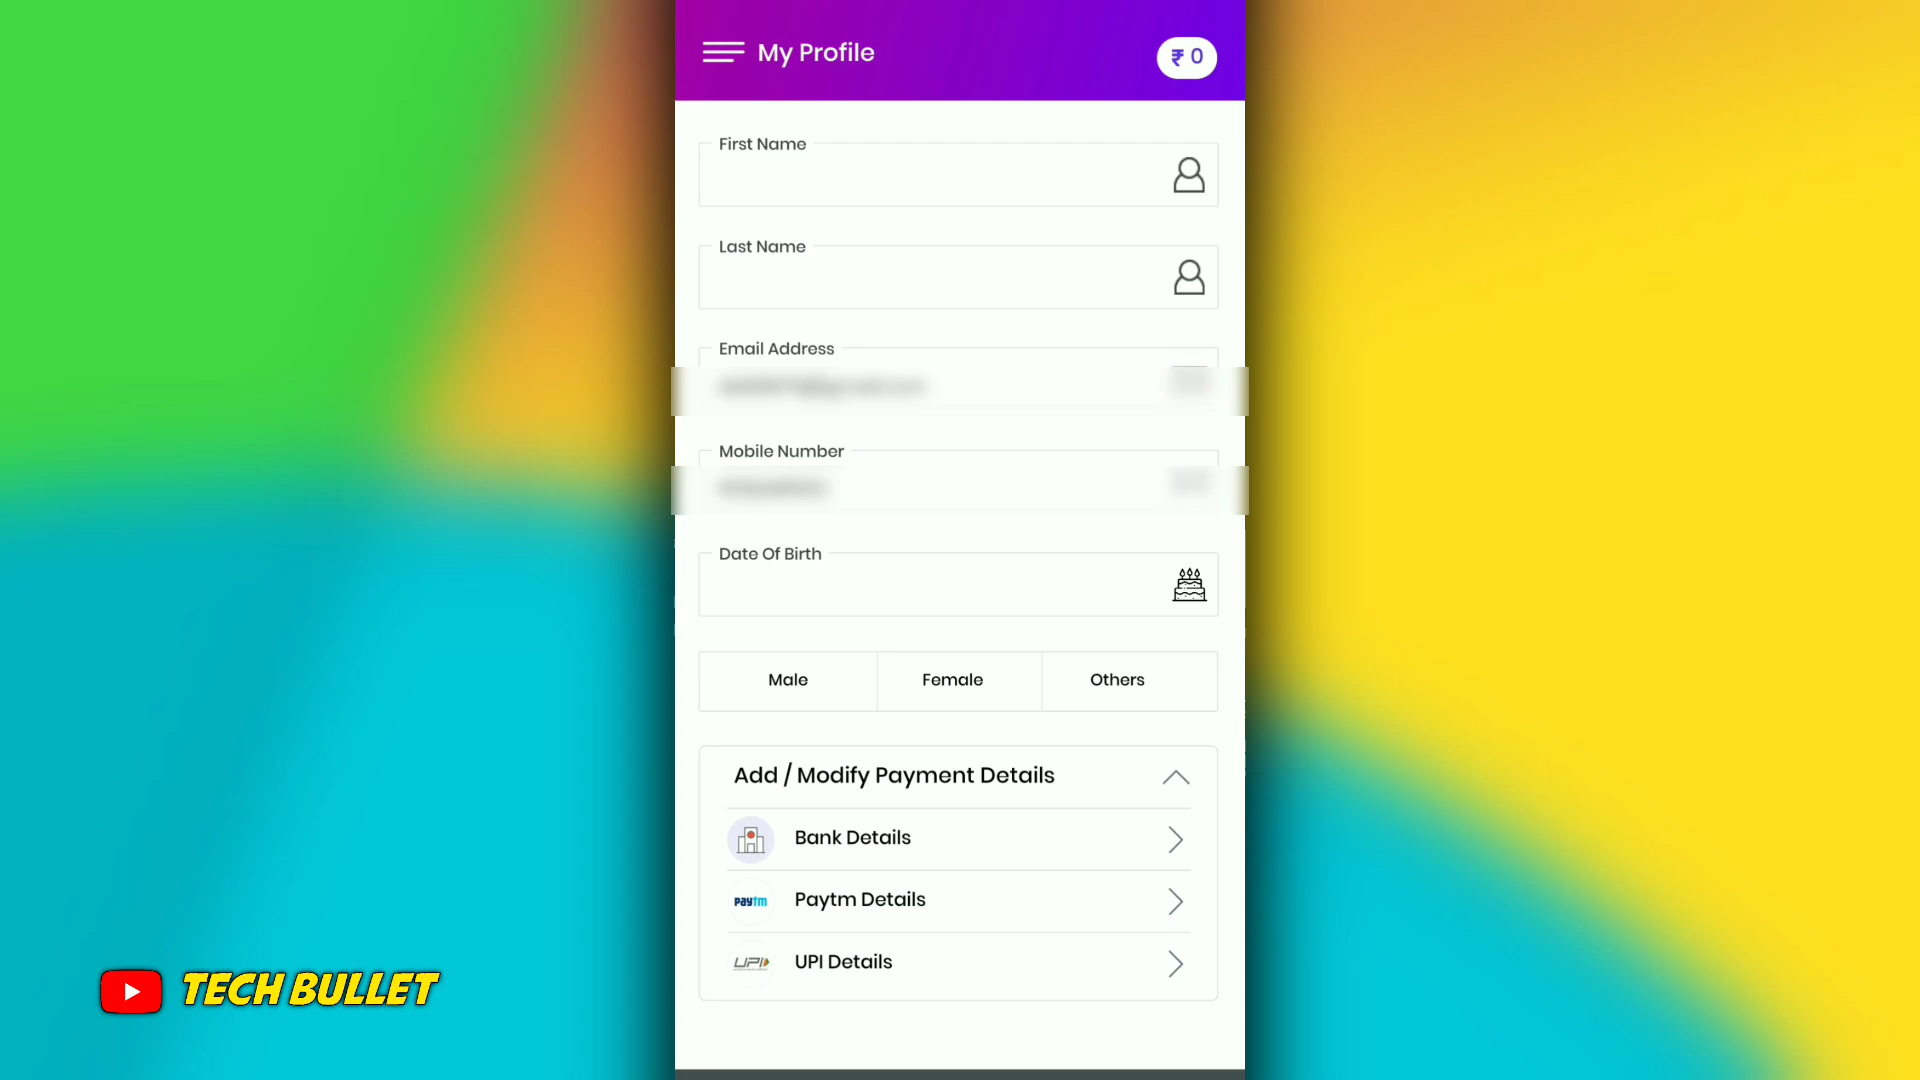 My Profile
₹ 0
First Name
Last Name
Email Address
Mobile Number
Date Of Birth
Male
Female
Others
Add / Modify Payment Details
Bank Details
paytm
Paytm Details
UPI
UPI Details
TECH BULLET